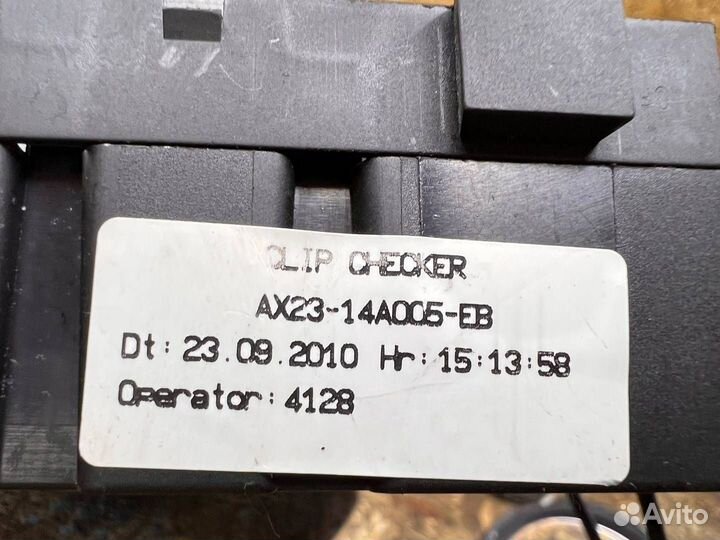 CLIP CHECKER
AX23-14A005-EB
Dt: 23.09.2010 Hr: 15:13:58
Operator: 4128
Avito